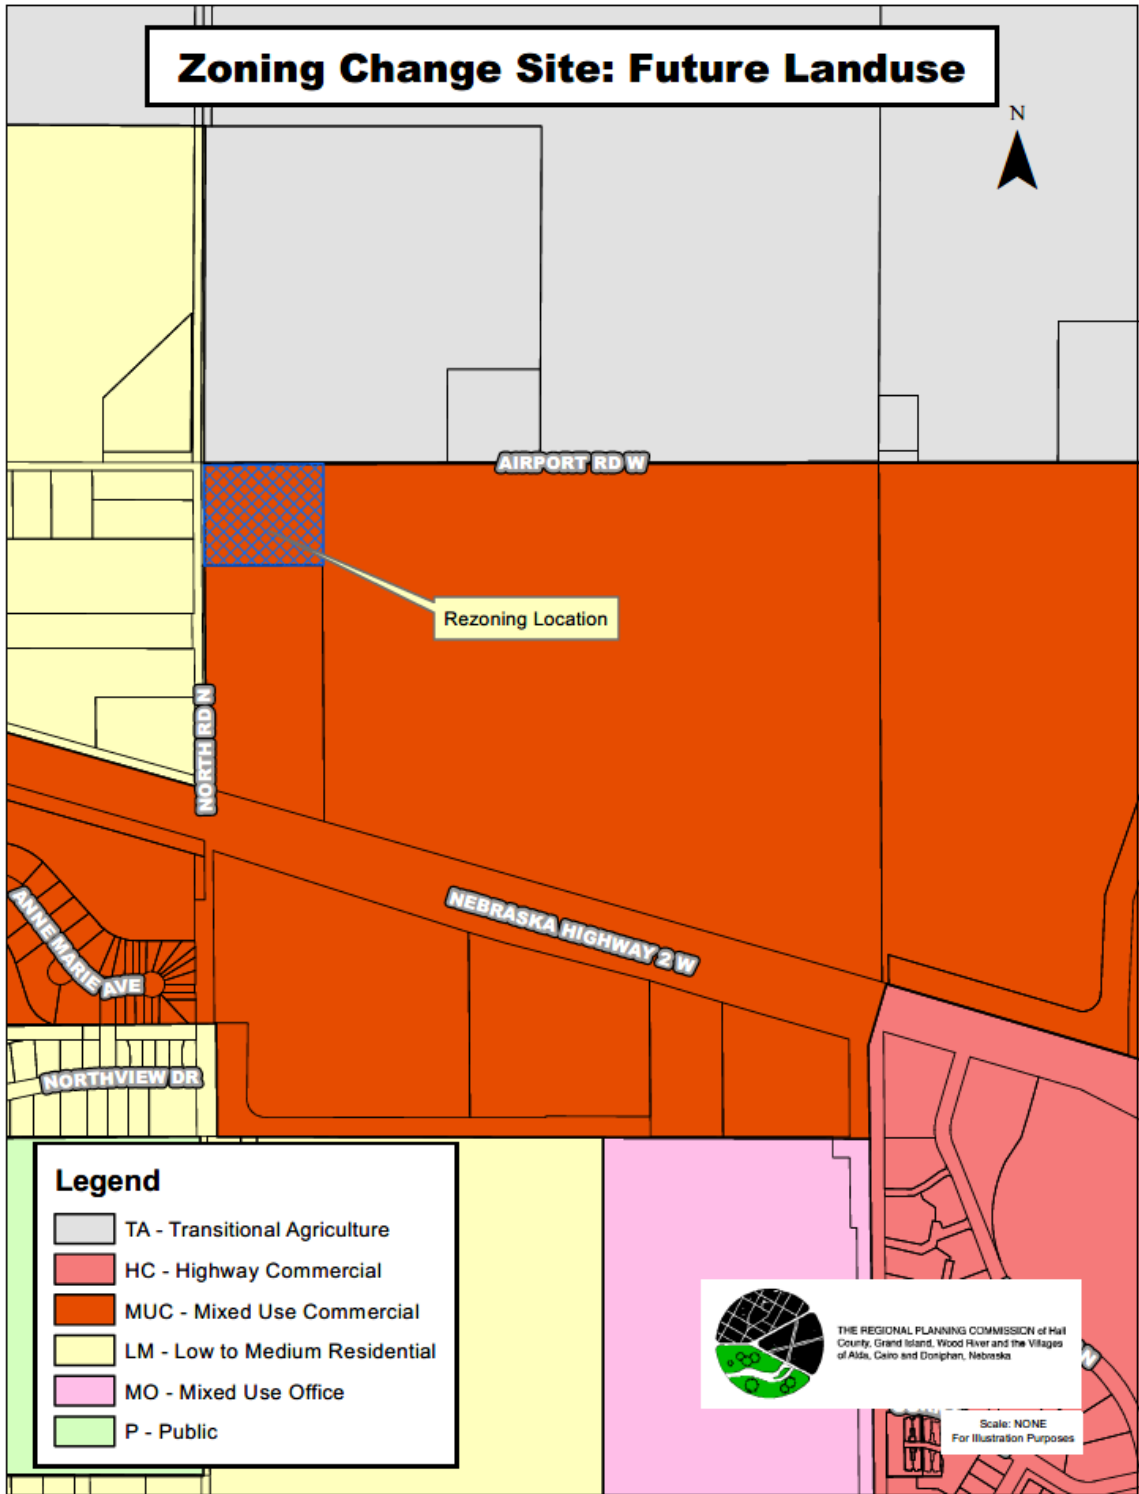 Zoning Change Site: Future Landuse
N
AIRPORT RD W
Rezoning Location
NORTH RD N
NEBRASKA HIGHWAY 2 W
ANNE MARIE AVE
NORTHVIEW DR
Legend
TA - Transitional Agriculture
HC - Highway Commercial
MUC - Mixed Use Commercial
LM - Low to Medium Residential
MO - Mixed Use Office
P - Public
THE REGIONAL PLANNING COMMISSION of Hall
County, Grand Island, Wood River and the Villages
of Alda, Cairo and Doniphan, Nebraska
Scale: NONE
For Illustration Purposes